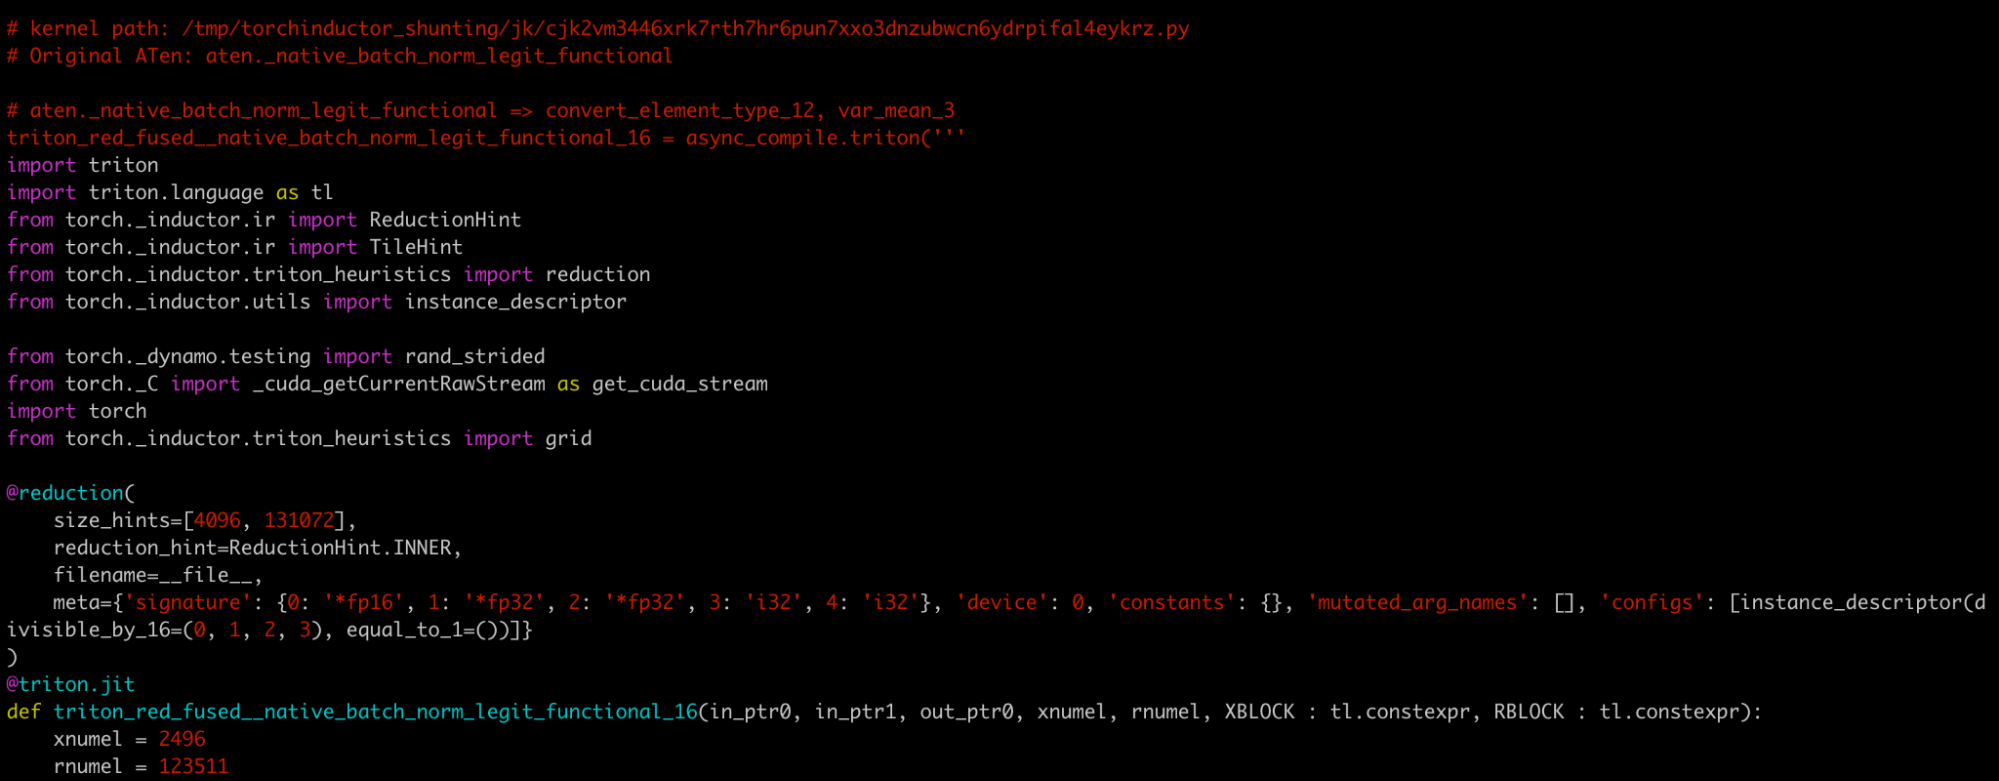 # kernel path: /tmp/torchinductor_shunting/jk/cjk2vm3446xrk7rth7hr6pun7xxo3dnzubwcn6ydrpifal4eykrz.py
# Original ATen: aten._native_batch_norm_legit_functional

# aten._native_batch_norm_legit_functional => convert_element_type_12, var_mean_3
triton_red_fused__native_batch_norm_legit_functional_16 = async_compile.triton('''
import triton
import triton.language as tl
from torch._inductor.ir import ReductionHint
from torch._inductor.ir import TileHint
from torch._inductor.triton_heuristics import reduction
from torch._inductor.utils import instance_descriptor

from torch._dynamo.testing import rand_strided
from torch._C import _cuda_getCurrentRawStream as get_cuda_stream
import torch
from torch._inductor.triton_heuristics import grid

@reduction(
    size_hints=[4096, 131072],
    reduction_hint=ReductionHint.INNER,
    filename=__file__,
    meta={'signature': {0: '*fp16', 1: '*fp32', 2: '*fp32', 3: 'i32', 4: 'i32'}, 'device': 0, 'constants': {}, 'mutated_arg_names': [], 'configs': [instance_descriptor(d
ivisible_by_16=(0, 1, 2, 3), equal_to_1=())]}
)
@triton.jit
def triton_red_fused__native_batch_norm_legit_functional_16(in_ptr0, in_ptr1, out_ptr0, xnumel, rnumel, XBLOCK : tl.constexpr, RBLOCK : tl.constexpr):
    xnumel = 2496
    rnumel = 123511